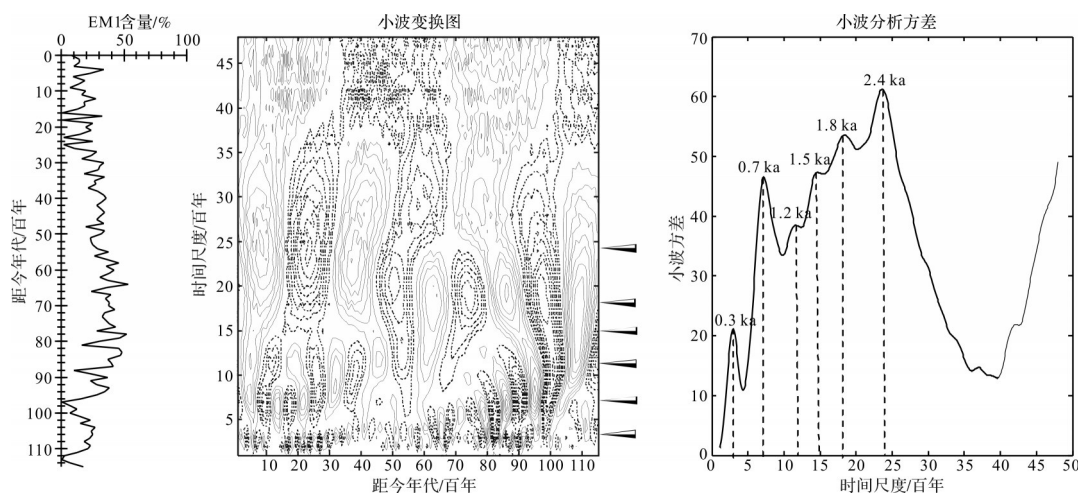 EM1含量/%
0 50 100
0
10
20
30
40
50
60
70
80
90
100
110
距今年代/百年
小波变换图
45
40
35
30
25
20
15
10
5
时间尺度/百年
10 20 30 40 50 60 70 80 90 100 110
距今年代/百年
小波分析方差
70
60
50
40
30
20
10
0
小波方差
2.4 ka
1.8 ka
1.5 ka
0.7 ka
1.2 ka
0.3 ka
0 5 10 15 20 25 30 35 40 45 50
时间尺度/百年